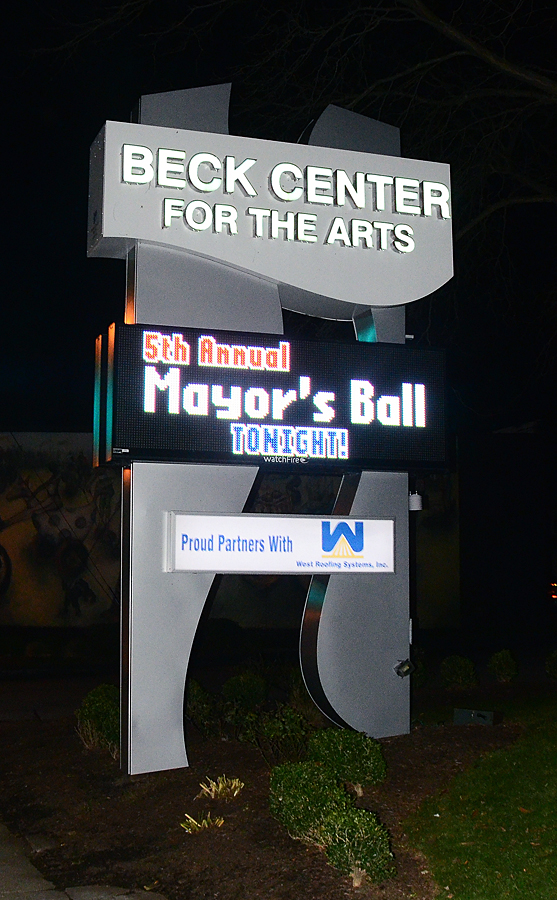 BECK CENTER
FOR THE ARTS
5th Annual
Mayor's Ball
TONIGHT!
watchFire
Proud Partners With
W
West Roofing Systems, Inc.